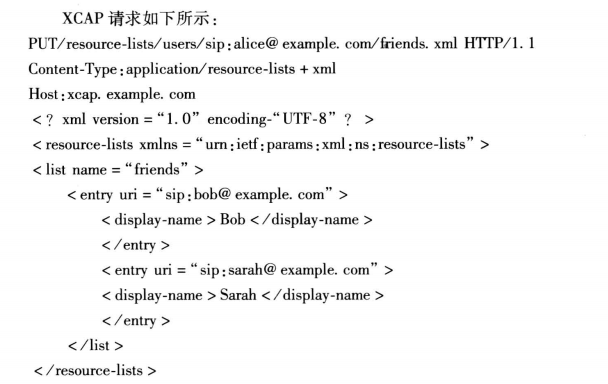 XCAP 请求如下所示：
PUT/resource-lists/users/sip:alice@ example. com/friends. xml HTTP/1. 1
Content-Type:application/resource-lists + xml
Host:xcap. example. com
< ? xml version = “1. 0” encoding-“UTF-8” ? >
< resource-lists xmlns = “urn:ietf:params:xml:ns:resource-lists” >
< list name = “friends” >
< entry uri = “sip:bob@ example. com” >
< display-name > Bob < /display-name >
< /entry >
< entry uri = “sip:sarah@ example. com” >
< display-name > Sarah < /display-name >
< /entry >
< /list >
< /resource-lists >